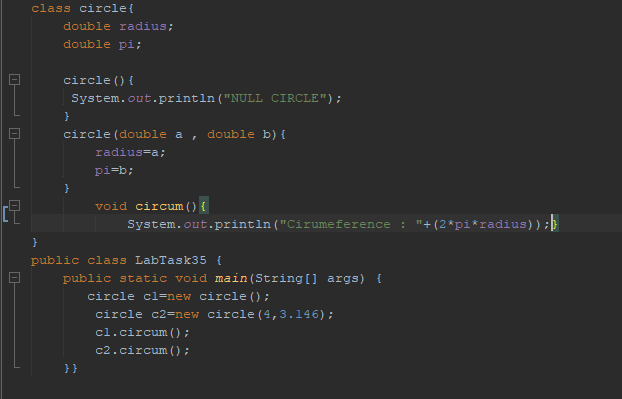 class circle{
double radius;
double pi;
circle(){
System.out.println("NULL CIRCLE");
}
circle(double a , double b){
radius=a;
pi=b;
}
void circum(){
System.out.println("Cirumeference : "+(2*pi*radius));}
}
public class LabTask35 {
public static void main(String[] args) {
circle c1=new circle();
circle c2=new circle(4,3.146);
c1.circum();
c2.circum();
}}